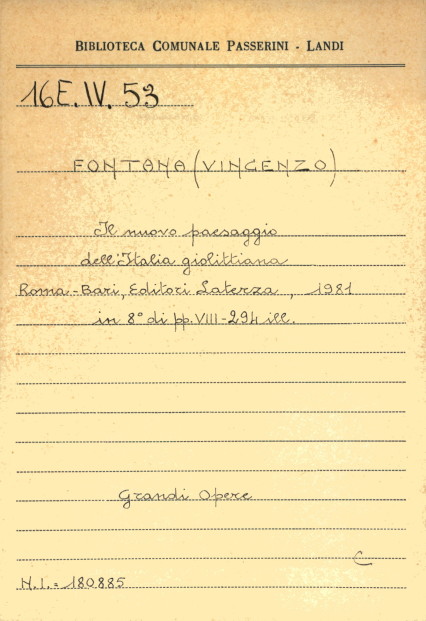 BIBLIOTECA COMUNALE PASSERINI - LANDI
16E.IV.53
FONTANA (VINCENZO)
Il nuovo paesaggio
dell'Italia giolittiana
Roma - Bari, Editori Laterza, 1981
in 8° di pp. VIII-294 ill.
Grandi Opere
C
N.I. = 180885